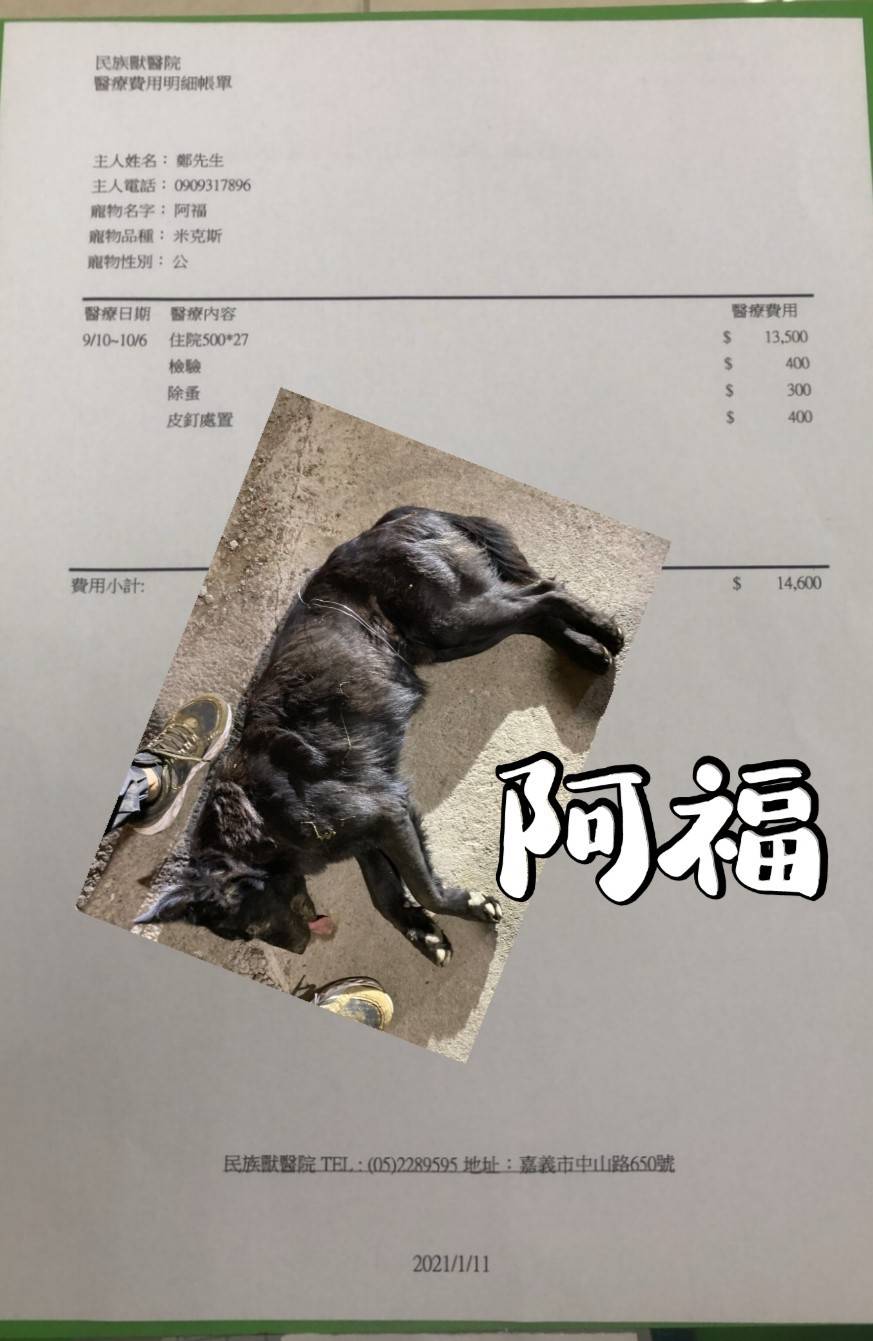 民族獸醫院
醫療費用明細帳單
主人姓名：鄭先生
主人電話：0909317896
寵物名字：阿福
寵物品種：米克斯
寵物性別：公
醫療日期 醫療內容 醫療費用
9/10~10/6 住院500*27 $ 13,500
檢驗 $ 400
除蚤 $ 300
皮釘處置 $ 400
費用小計: $ 14,600
阿福
民族獸醫院 TEL : (05)2289595 地址：嘉義市中山路650號
2021/1/11